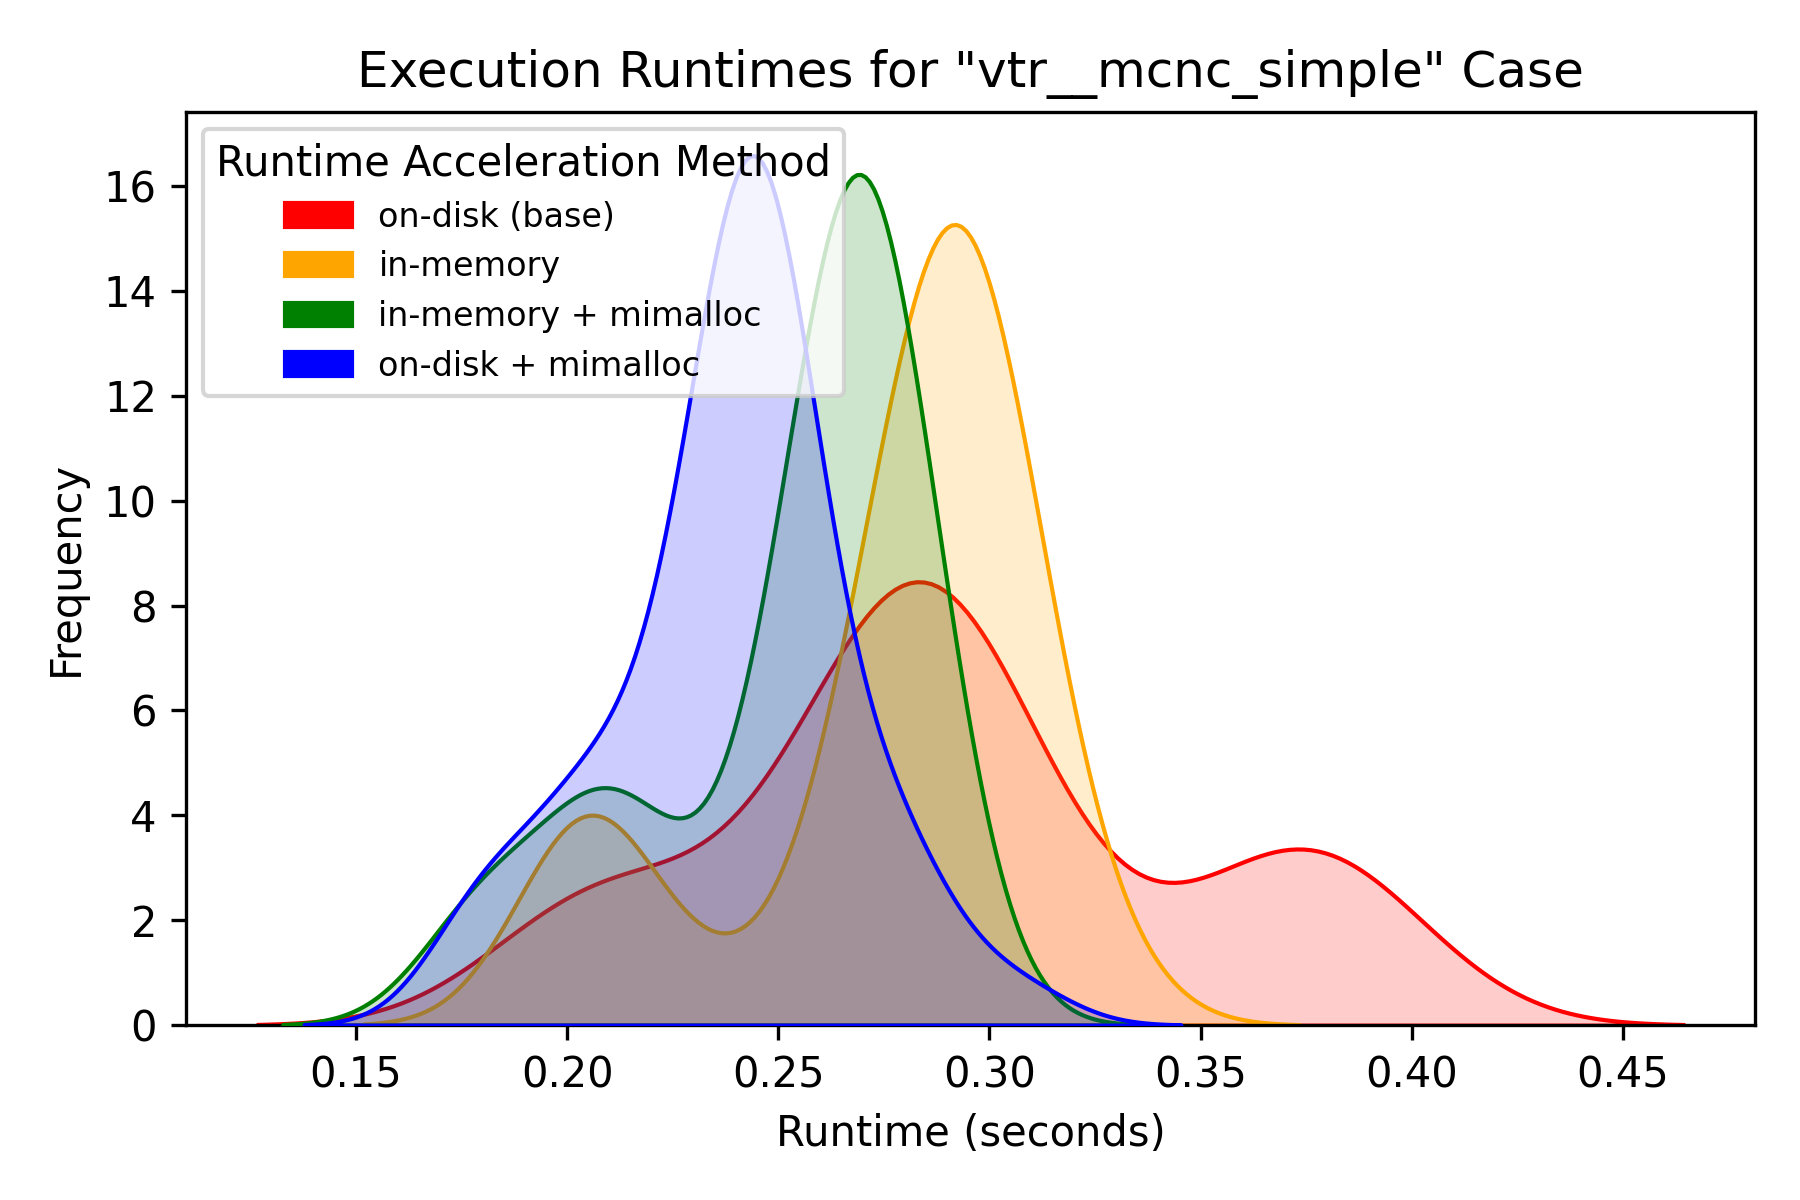 Execution Runtimes for "vtr__mcnc_simple" Case
Runtime Acceleration Method
on-disk (base)
in-memory
in-memory + mimalloc
on-disk + mimalloc
Frequency
16
14
12
10
8
6
4
2
0
0.15 0.20 0.25 0.30 0.35 0.40 0.45
Runtime (seconds)